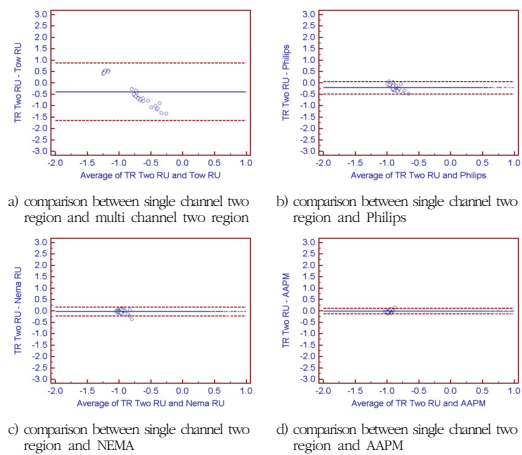 3.0
2.5
2.0
1.5
1.0
0.5
0.0
-0.5
-1.0
-1.5
-2.0
-2.5
-3.0
TR Two RU - Tow RU
-2.0 -1.5 -1.0 -0.5 0.0 0.5 1.0
Average of TR Two RU and Tow RU
a) comparison between single channel two
region and multi channel two region
3.0
2.5
2.0
1.5
1.0
0.5
0.0
-0.5
-1.0
-1.5
-2.0
-2.5
-3.0
TR Two RU - Philips
-2.0 -1.5 -1.0 -0.5 0.0 0.5 1.0
Average of TR Two RU and Philips
b) comparison between single channel two
region and Philips
3.0
2.5
2.0
1.5
1.0
0.5
0.0
-0.5
-1.0
-1.5
-2.0
-2.5
-3.0
TR Two RU - Nema RU
-2.0 -1.5 -1.0 -0.5 0.0 0.5 1.0
Average of TR Two RU and Nema RU
c) comparison between single channel two
region and NEMA
3.0
2.5
2.0
1.5
1.0
0.5
0.0
-0.5
-1.0
-1.5
-2.0
-2.5
-3.0
TR Two RU - AAPM
-2.0 -1.5 -1.0 -0.5 0.0 0.5 1.0
Average of TR Two RU and AAPM
d) comparison between single channel two
region and AAPM